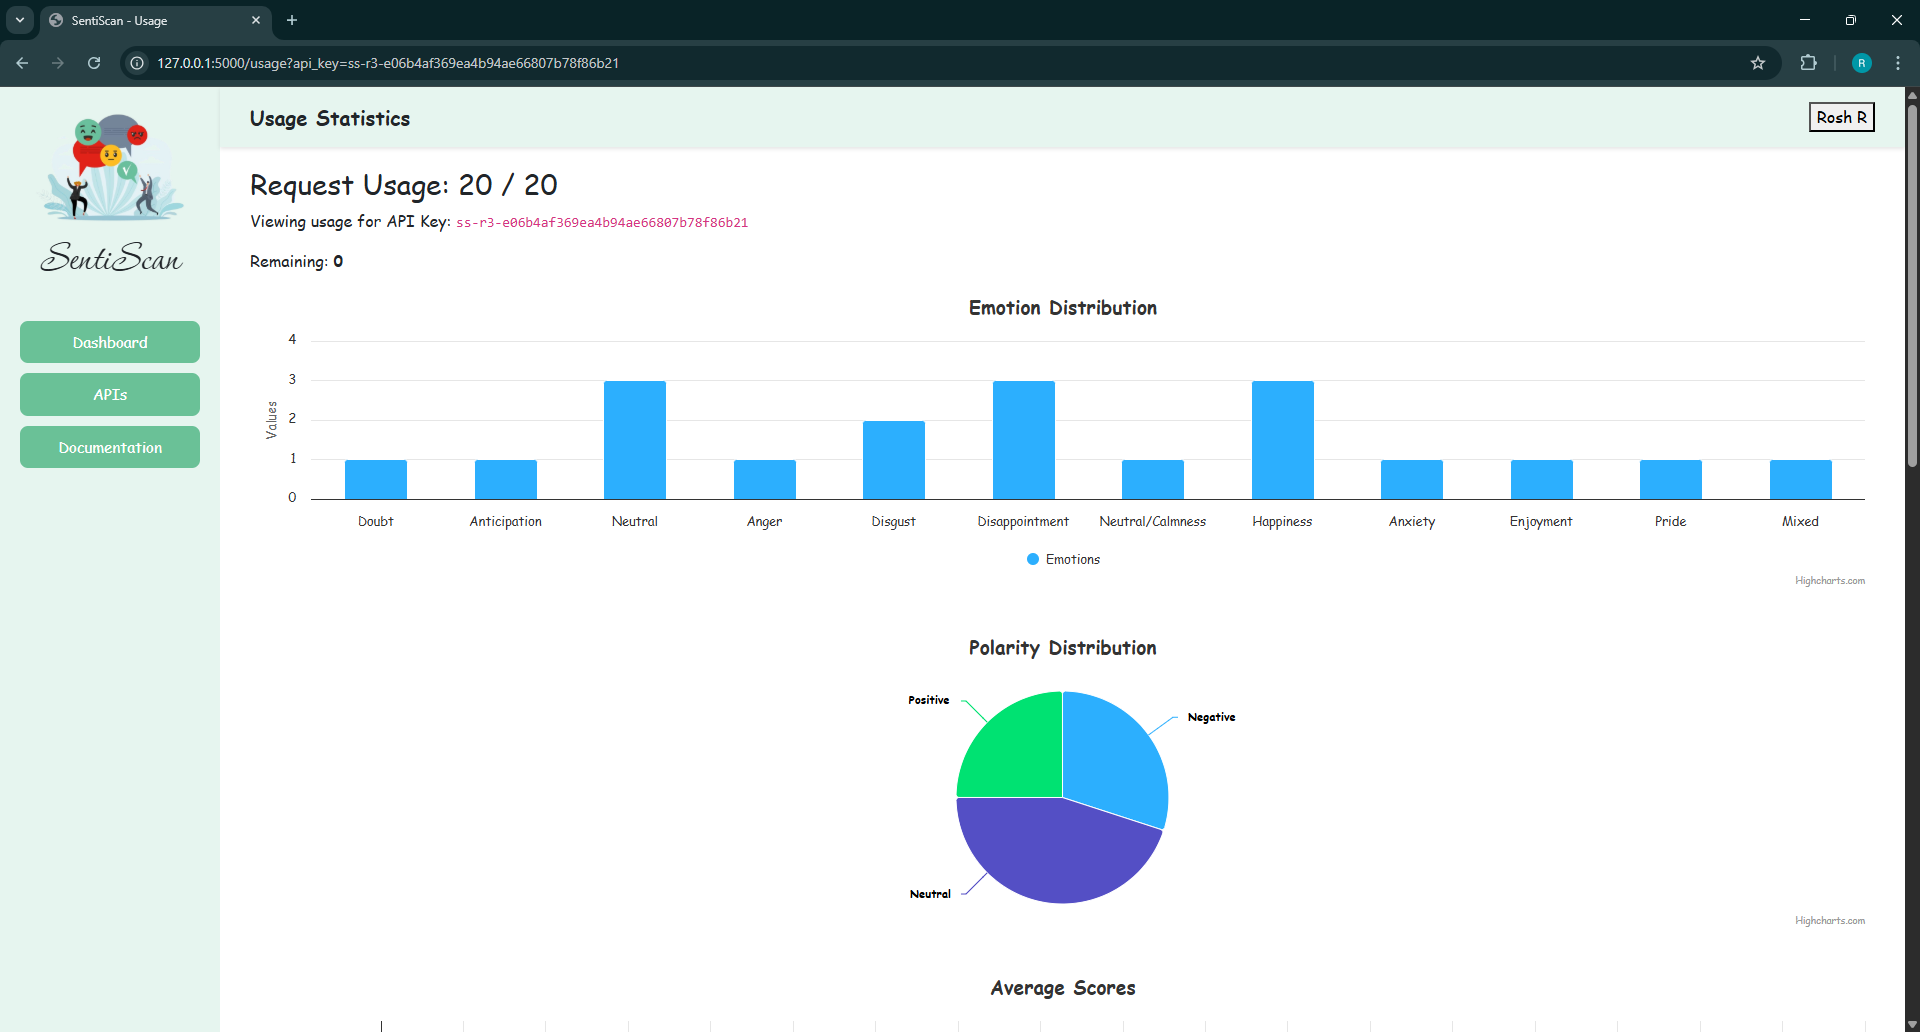 SentiScan - Usage
127.0.0.1:5000/usage?api_key=ss-r3-e06b4af369ea4b94ae66807b78f86b21
R
SentiScan
Dashboard
APIs
Documentation
Usage Statistics
Rosh R
Request Usage: 20 / 20
Viewing usage for API Key: ss-r3-e06b4af369ea4b94ae66807b78f86b21
Remaining: 0
Emotion Distribution
Values
4
3
2
1
0
Doubt Anticipation Neutral Anger Disgust Disappointment Neutral/Calmness Happiness Anxiety Enjoyment Pride Mixed
Emotions
Highcharts.com
Polarity Distribution
Positive
Negative
Neutral
Highcharts.com
Average Scores